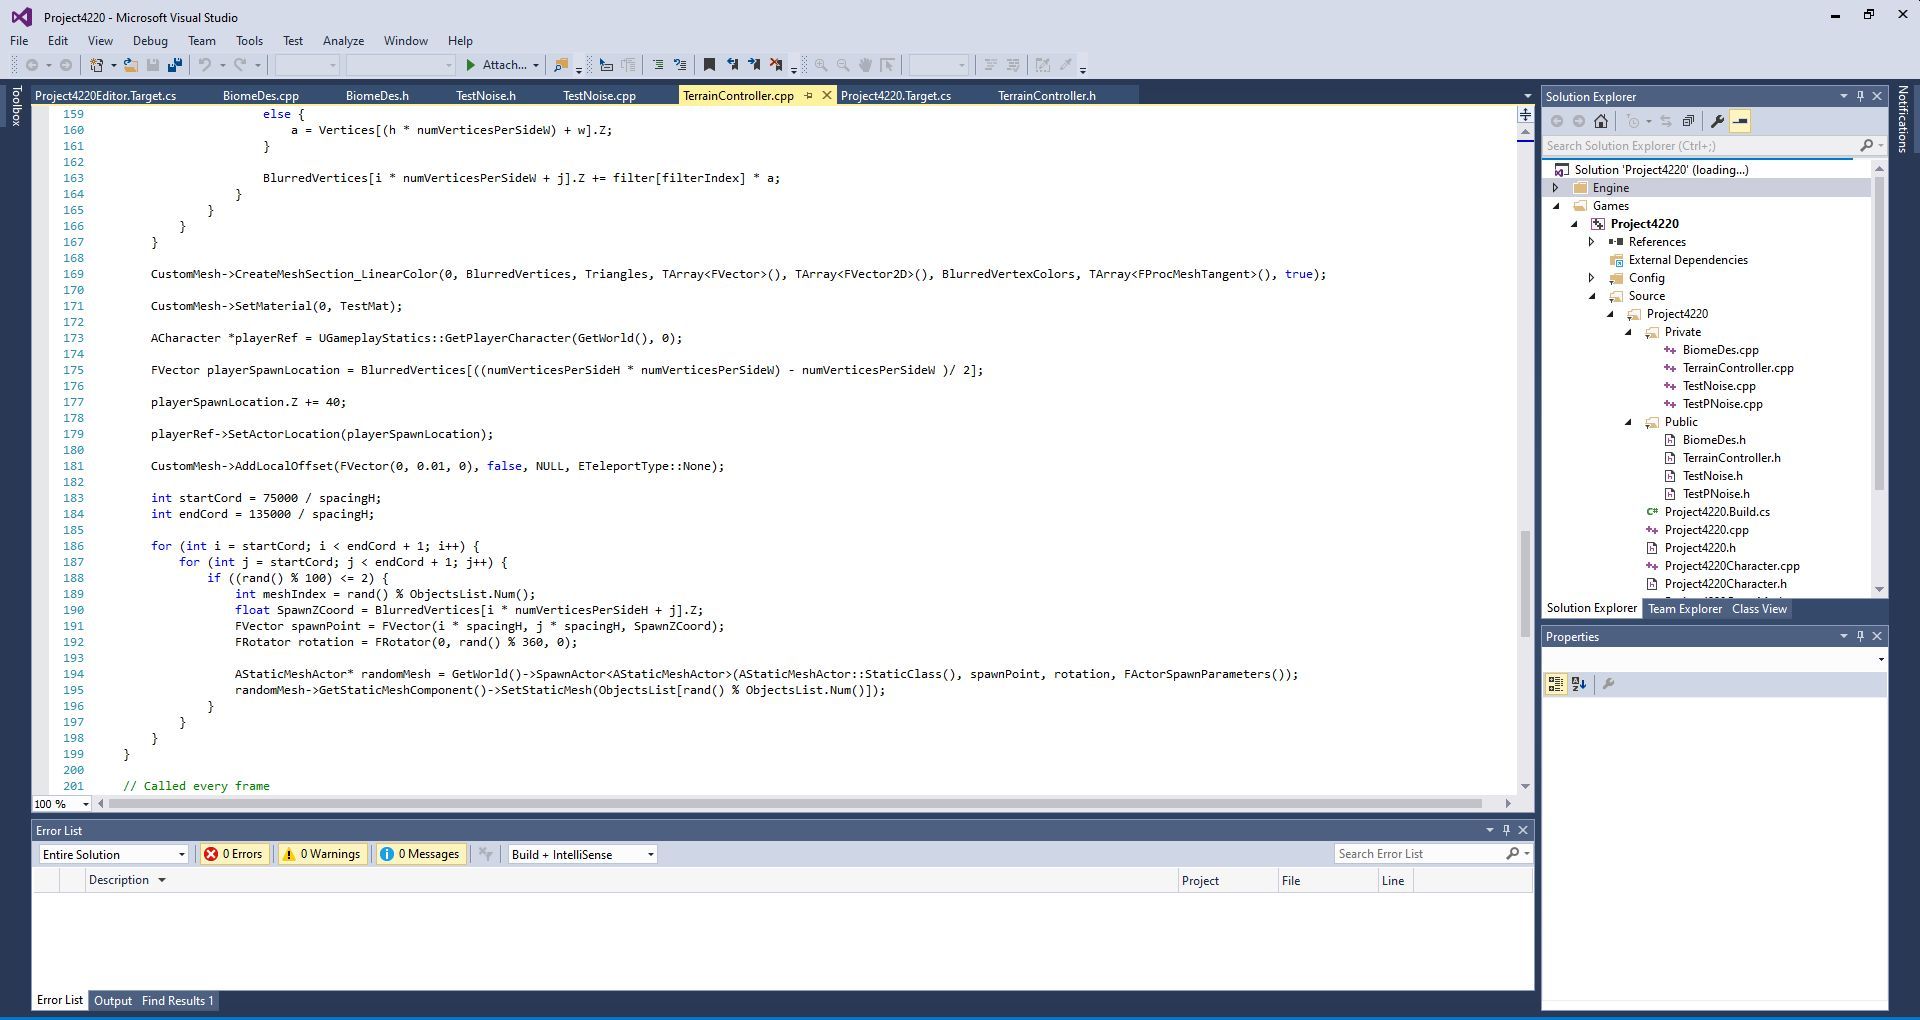 Project4220 - Microsoft Visual Studio
File Edit View Debug Team Tools Test Analyze Window Help
Attach...
Toolbox
Project4220Editor.Target.cs BiomeDes.cpp BiomeDes.h TestNoise.h TestNoise.cpp TerrainController.cpp Project4220.Target.cs TerrainController.h
159 else {
160 a = Vertices[(h * numVerticesPerSideW) + w].Z;
161 }
162
163 BlurredVertices[i * numVerticesPerSideW + j].Z += filter[filterIndex] * a;
164 }
165 }
166 }
167 }
168
169 CustomMesh->CreateMeshSection_LinearColor(0, BlurredVertices, Triangles, TArray<FVector>(), TArray<FVector2D>(), BlurredVertexColors, TArray<FProcMeshTangent>(), true);
170
171 CustomMesh->SetMaterial(0, TestMat);
172
173 ACharacter *playerRef = UGameplayStatics::GetPlayerCharacter(GetWorld(), 0);
174
175 FVector playerSpawnLocation = BlurredVertices[((numVerticesPerSideH * numVerticesPerSideW) - numVerticesPerSideW )/ 2];
176
177 playerSpawnLocation.Z += 40;
178
179 playerRef->SetActorLocation(playerSpawnLocation);
180
181 CustomMesh->AddLocalOffset(FVector(0, 0.01, 0), false, NULL, ETeleportType::None);
182
183 int startCord = 75000 / spacingH;
184 int endCord = 135000 / spacingH;
185
186 for (int i = startCord; i < endCord + 1; i++) {
187 for (int j = startCord; j < endCord + 1; j++) {
188 if ((rand() % 100) <= 2) {
189 int meshIndex = rand() % ObjectsList.Num();
190 float SpawnZCoord = BlurredVertices[i * numVerticesPerSideH + j].Z;
191 FVector spawnPoint = FVector(i * spacingH, j * spacingH, SpawnZCoord);
192 FRotator rotation = FRotator(0, rand() % 360, 0);
193
194 AStaticMeshActor* randomMesh = GetWorld()->SpawnActor<AStaticMeshActor>(AStaticMeshActor::StaticClass(), spawnPoint, rotation, FActorSpawnParameters());
195 randomMesh->GetStaticMeshComponent()->SetStaticMesh(ObjectsList[rand() % ObjectsList.Num()]);
196 }
197 }
198 }
199 }
200
201 // Called every frame
100 %
Error List
Entire Solution 0 Errors 0 Warnings 0 Messages Build + IntelliSense Search Error List
Description Project File Line
Error List Output Find Results 1
Solution Explorer
Search Solution Explorer (Ctrl+;)
Solution 'Project4220' (loading...)
Engine
Games
Project4220
References
External Dependencies
Config
Source
Project4220
Private
BiomeDes.cpp
TerrainController.cpp
TestNoise.cpp
TestPNoise.cpp
Public
BiomeDes.h
TerrainController.h
TestNoise.h
TestPNoise.h
Project4220.Build.cs
Project4220.cpp
Project4220.h
Project4220Character.cpp
Project4220Character.h
Solution Explorer Team Explorer Class View
Properties
Notifications